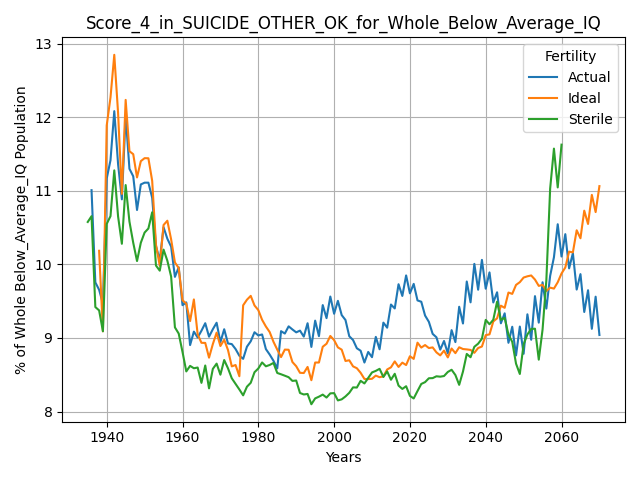 Score_4_in_SUICIDE_OTHER_OK_for_Whole_Below_Average_IQ
% of Whole Below_Average_IQ Population
13
12
11
10
9
8
Fertility
Actual
Ideal
Sterile
1940
1960
1980
2000
2020
2040
2060
Years